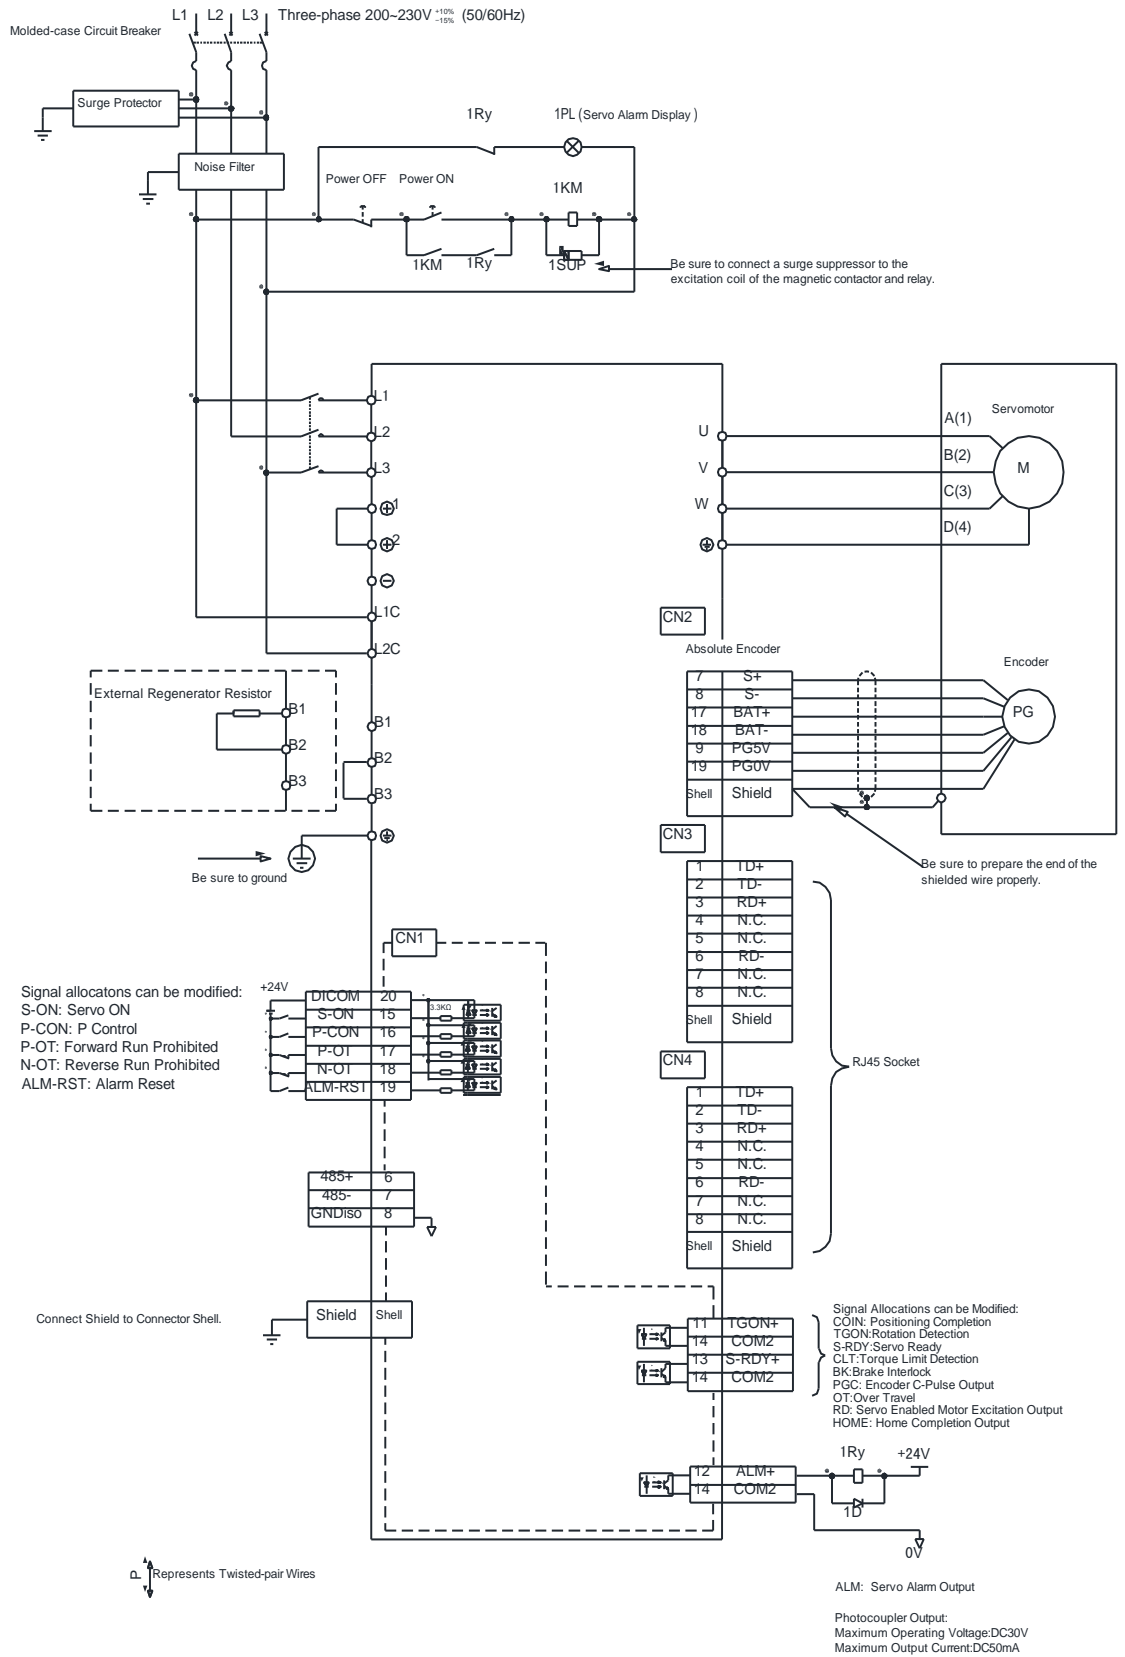 L1 L2 L3 Three-phase 200~230V +10% -15% (50/60Hz)
Molded-case Circuit Breaker
Surge Protector
Noise Filter
1Ry
1PL (Servo Alarm Display)
Power OFF Power ON
1KM
1KM 1Ry 1SUP
Be sure to connect a surge suppressor to the
excitation coil of the magnetic contactor and relay.
L1
L2
L3
1
2
L1C
L2C
U
V
W
A(1)
B(2)
C(3)
D(4)
Servomotor
M
External Regenerator Resistor
B1
B2
B3
B1
B2
B3
Be sure to ground
CN2
Absolute Encoder
7 S+
8 S-
17 BAT+
18 BAT-
9 PG5V
19 PG0V
Shell Shield
Encoder
PG
Be sure to prepare the end of the
shielded wire properly.
CN3
1 TD+
2 TD-
3 RD+
4 N.C.
5 N.C.
6 RD-
7 N.C.
8 N.C.
Shell Shield
RJ45 Socket
CN4
1 TD+
2 TD-
3 RD+
4 N.C.
5 N.C.
6 RD-
7 N.C.
8 N.C.
Shell Shield
CN1
Signal allocatons can be modified:
S-ON: Servo ON
P-CON: P Control
P-OT: Forward Run Prohibited
N-OT: Reverse Run Prohibited
ALM-RST: Alarm Reset
+24V
DICOM 20
S-ON 15
P-CON 16
P-OT 17
N-OT 18
ALM-RST 19
3.3KΩ
485+ 6
485- 7
GNDiso 8
Connect Shield to Connector Shell.
Shield Shell
11 TGON+
14 COM2
13 S-RDY+
14 COM2
Signal Allocations can be Modified:
COIN: Positioning Completion
TGON:Rotation Detection
S-RDY:Servo Ready
CLT:Torque Limit Detection
BK:Brake Interlock
PGC: Encoder C-Pulse Output
OT:Over Travel
RD: Servo Enabled Motor Excitation Output
HOME: Home Completion Output
12 ALM+
14 COM2
1Ry +24V
1D
0V
P Represents Twisted-pair Wires
ALM: Servo Alarm Output
Photocoupler Output:
Maximum Operating Voltage:DC30V
Maximum Output Current:DC50mA